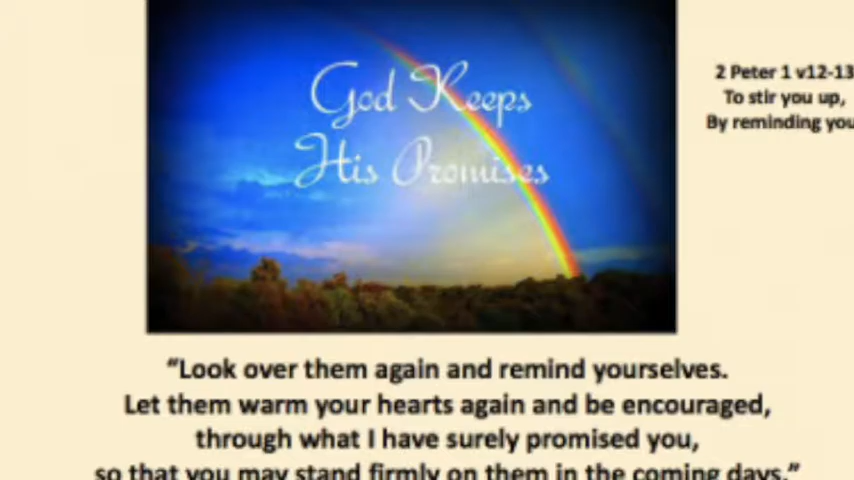 God Keeps
His Promises
2 Peter 1 v12-13
To stir you up,
By reminding you
“Look over them again and remind yourselves.
Let them warm your hearts again and be encouraged,
through what I have surely promised you,
so that you may stand firmly on them in the coming days.”